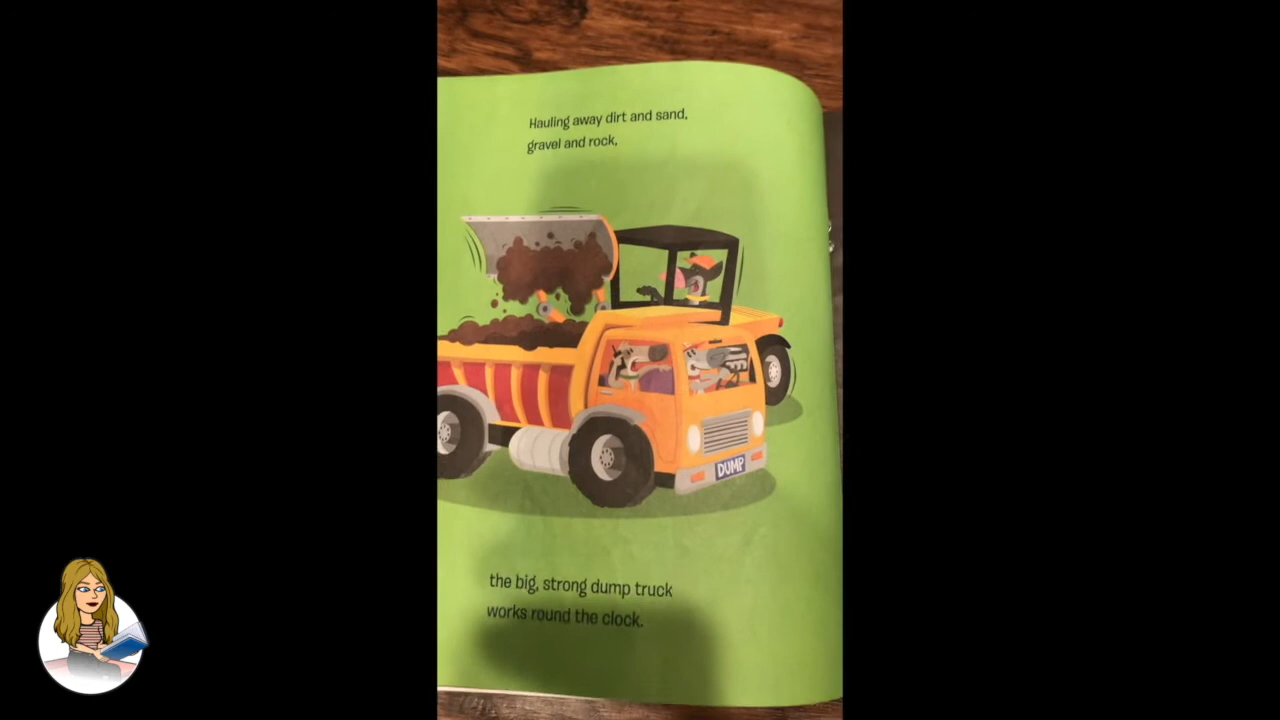 Hauling away dirt and sand,
gravel and rock,
DUMP
the big, strong dump truck
works round the clock.